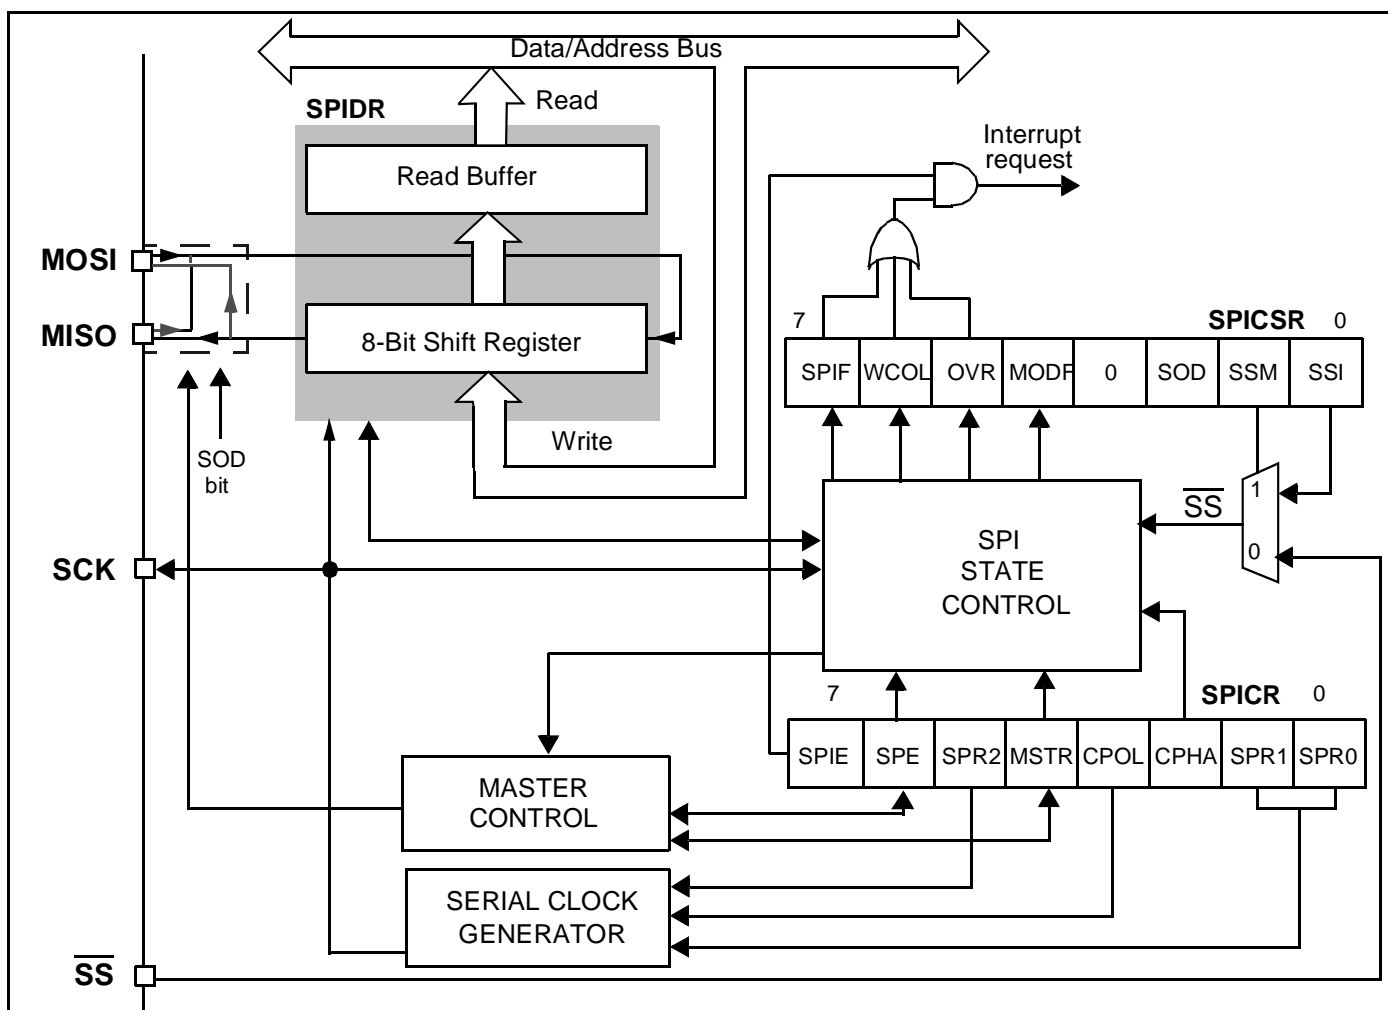 Data/Address Bus
SPIDR
Read
Interrupt
request
Read Buffer
MOSI
MISO
8-Bit Shift Register
7
SPICSR
0
SPIF
WCOL
OVR
MODF
0
SOD
SSM
SSI
Write
SOD
bit
1
SS
0
SCK
SPI
STATE
CONTROL
7
SPICR
0
SPIE
SPE
SPR2
MSTR
CPOL
CPHA
SPR1
SPR0
MASTER
CONTROL
SERIAL CLOCK
GENERATOR
SS